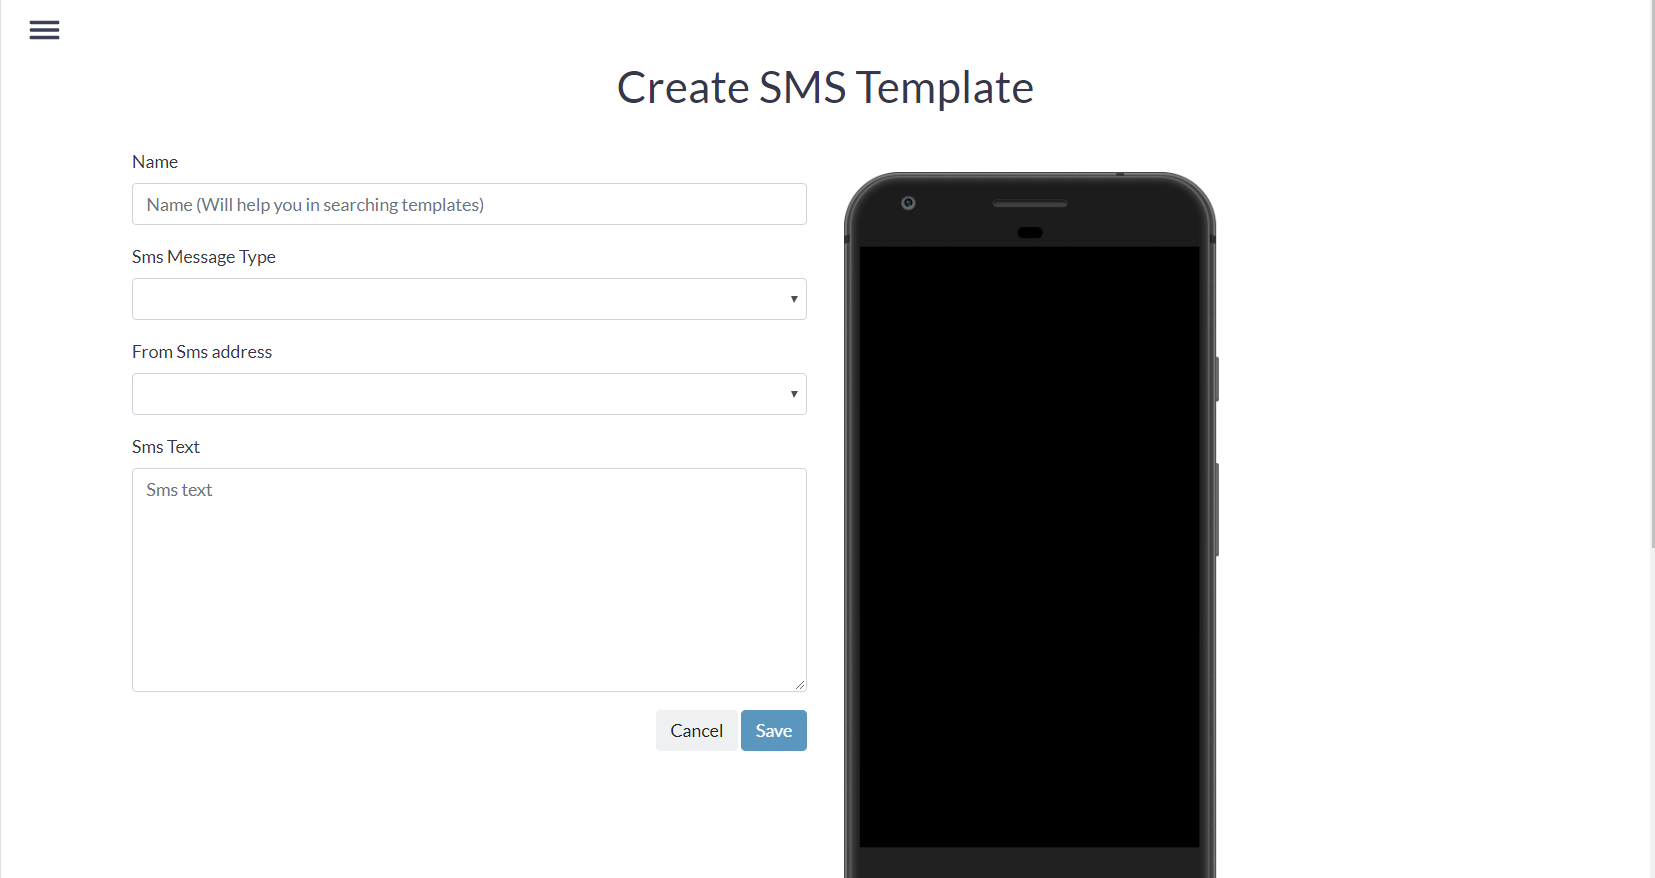 Create SMS Template
Name
Name (Will help you in searching templates)
Sms Message Type
From Sms address
Sms Text
Sms text
Cancel
Save